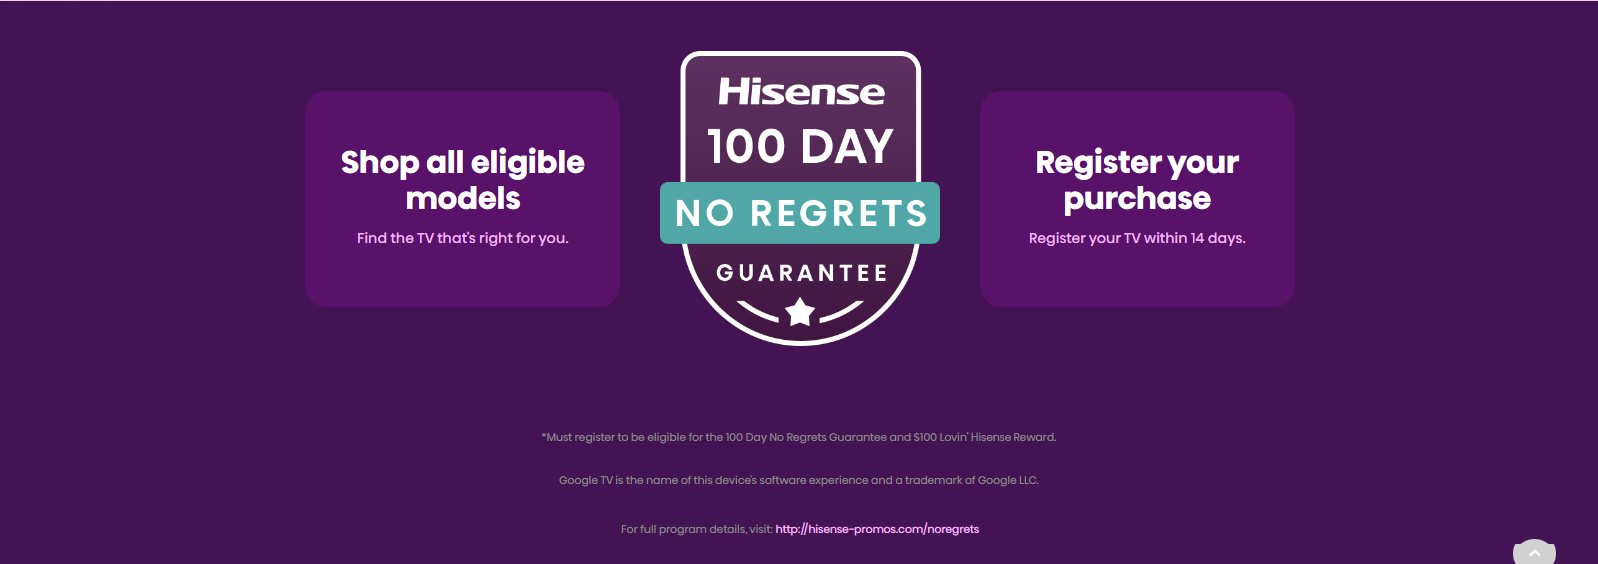 Shop all eligible
models
Find the TV that's right for you.
Hisense
100 DAY
NO REGRETS
GUARANTEE
Register your
purchase
Register your TV within 14 days.
*Must register to be eligible for the 100 Day No Regrets Guarantee and $100 Lovin' Hisense Reward.
Google TV is the name of this device's software experience and a trademark of Google LLC.
For full program details, visit: http://hisense-promos.com/noregrets